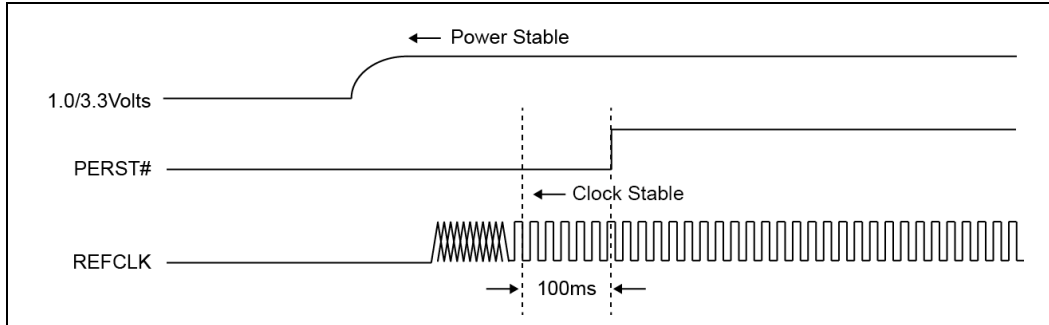 ← Power Stable
1.0/3.3Volts
PERST#
← Clock Stable
REFCLK
100ms